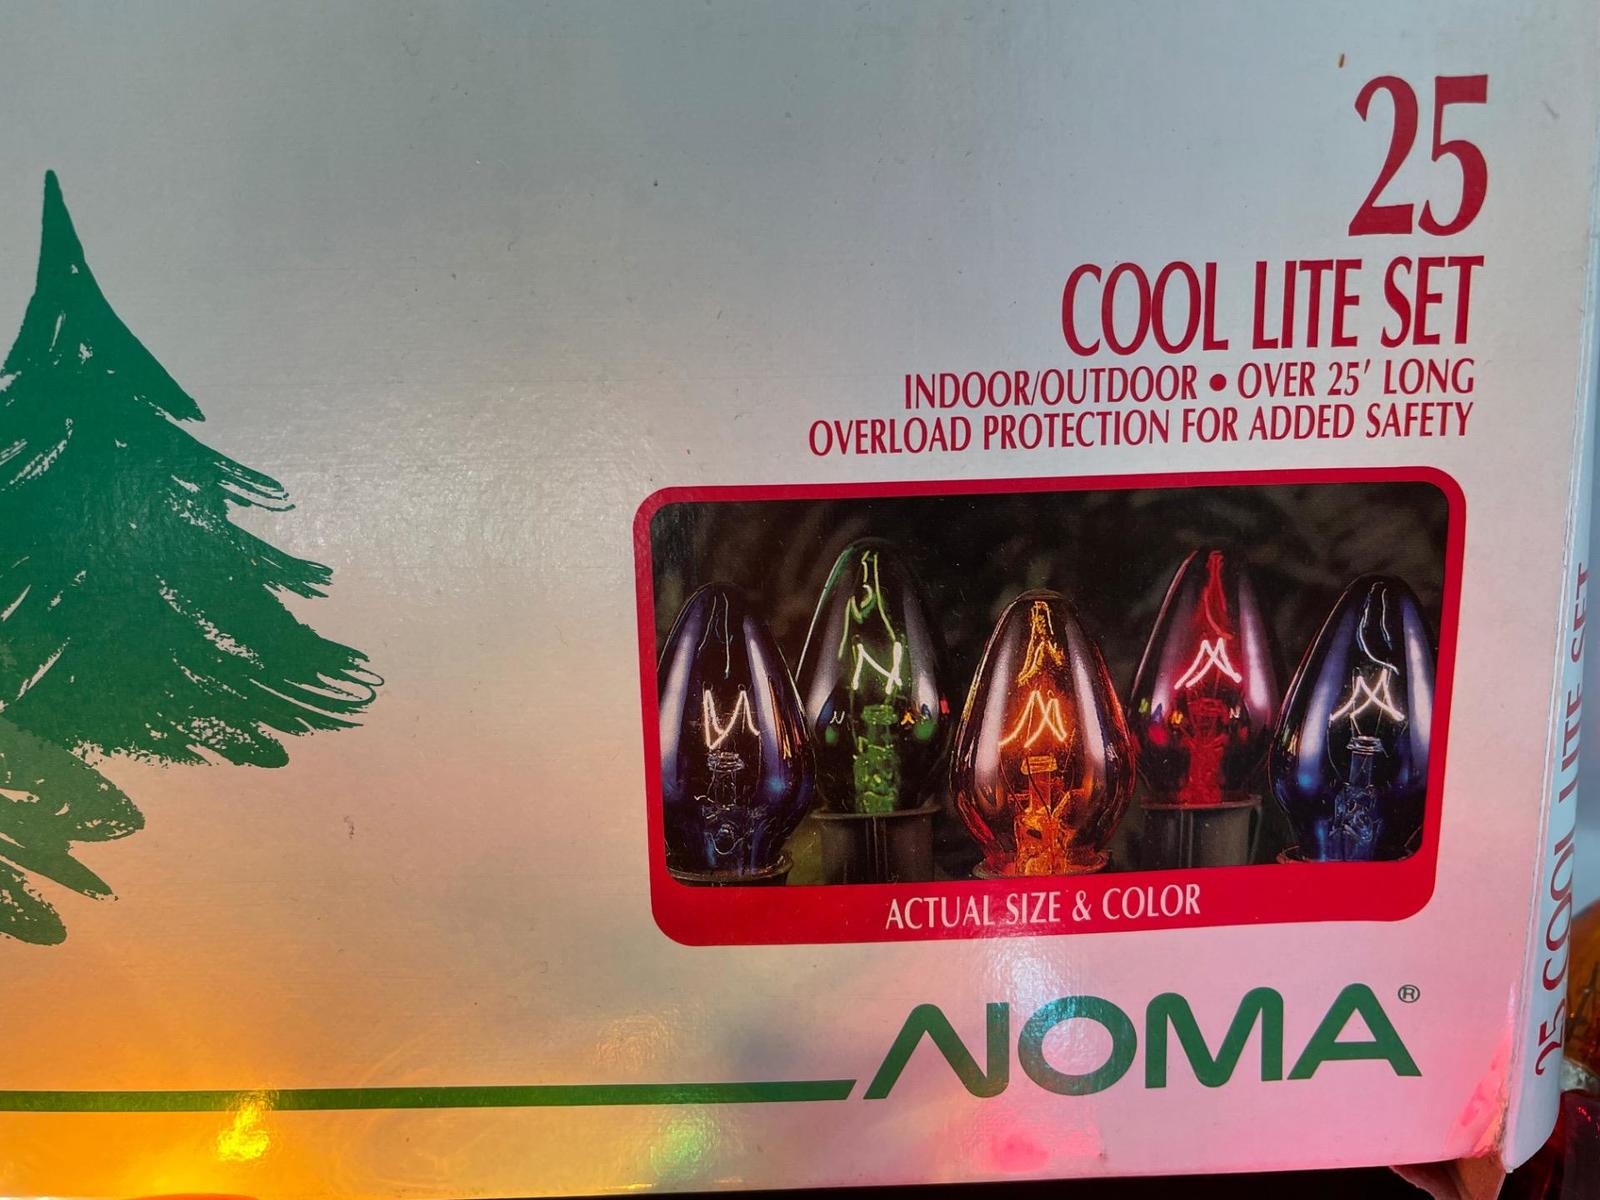 25
COOL LITE SET
INDOOR/OUTDOOR • OVER 25' LONG
OVERLOAD PROTECTION FOR ADDED SAFETY
ACTUAL SIZE & COLOR
NOMA®
25 COOL LITE SET